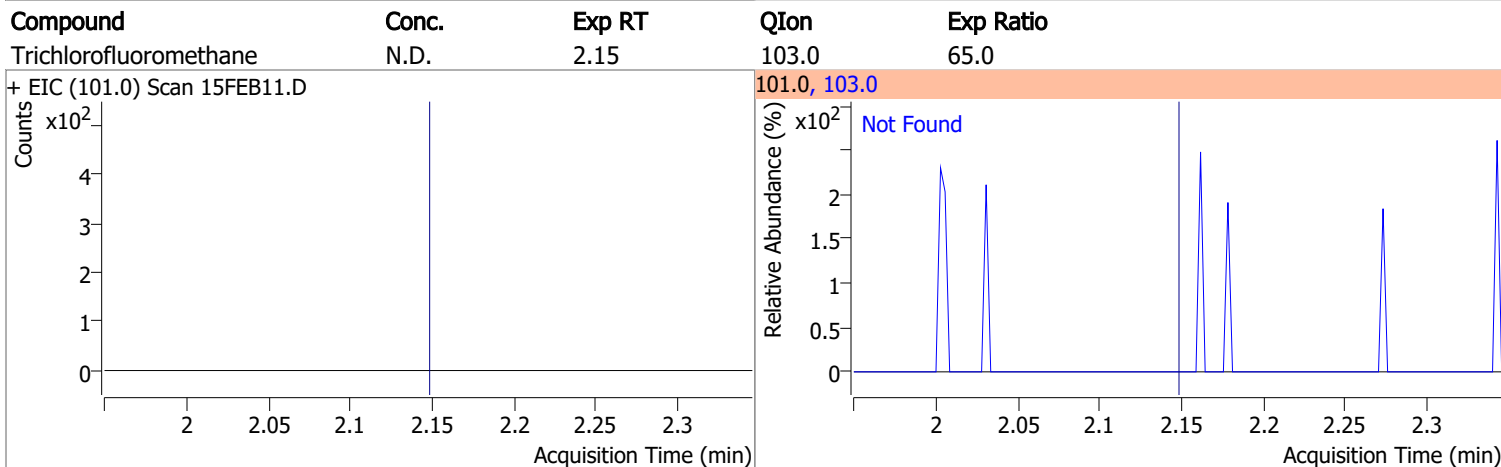 Compound Conc. Exp RT QIon Exp Ratio
Trichlorofluoromethane N.D. 2.15 103.0 65.0
+ EIC (101.0) Scan 15FEB11.D
Counts
x10²
4
3
2
1
0
2 2.05 2.1 2.15 2.2 2.25 2.3
Acquisition Time (min)
101.0, 103.0
Relative Abundance (%)
x10²
Not Found
2
1.5
1
0.5
0
2 2.05 2.1 2.15 2.2 2.25 2.3
Acquisition Time (min)